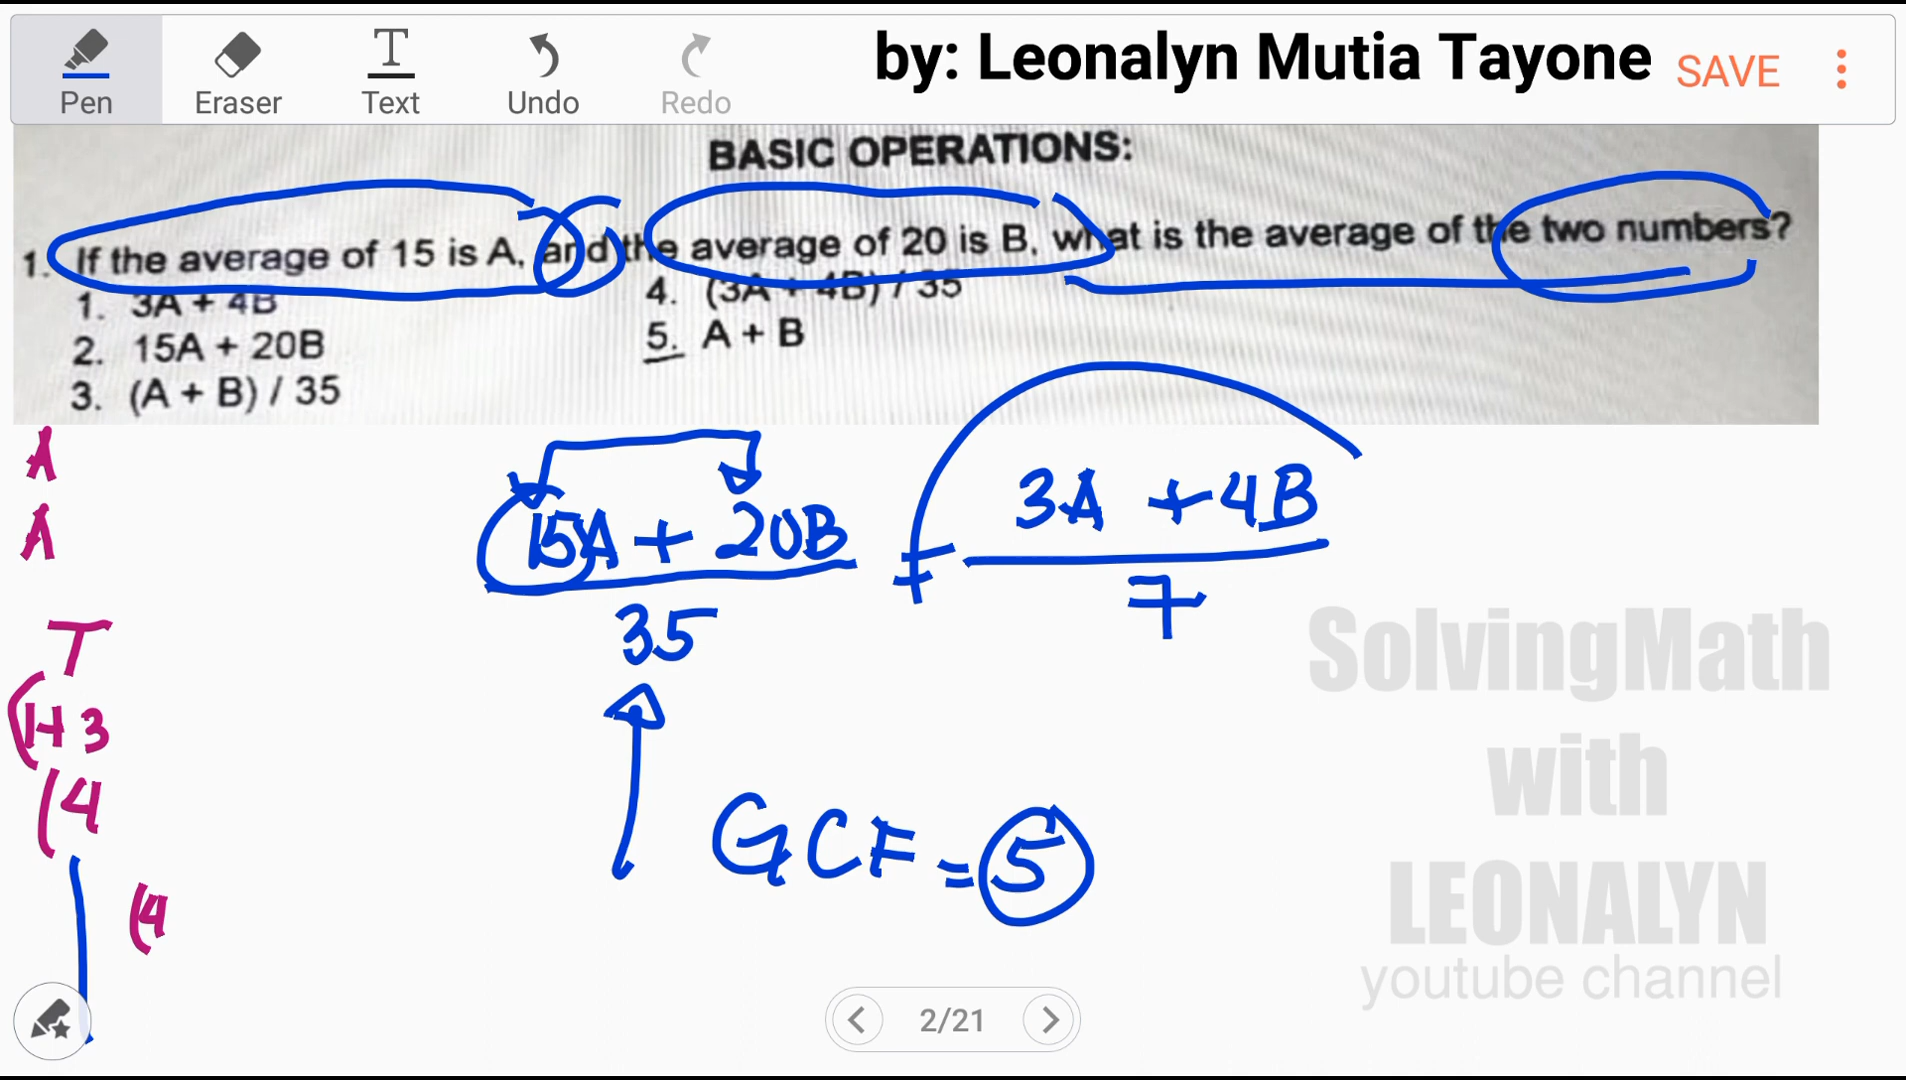 Pen
Eraser
Text
Undo
Redo
by: Leonalyn Mutia Tayone
SAVE
BASIC OPERATIONS:
1. If the average of 15 is A, and the average of 20 is B, what is the average of the two numbers?
1. 3A + 4B
2. 15A + 20B
3. (A + B) / 35
4. (3A + 4B) / 35
5. A + B
A
A
T
(H 3
(4
(4
15A + 20B
35
= 3A + 4B
7
GCF = 5
SolvingMath
with
LEONALYN
youtube channel
2/21